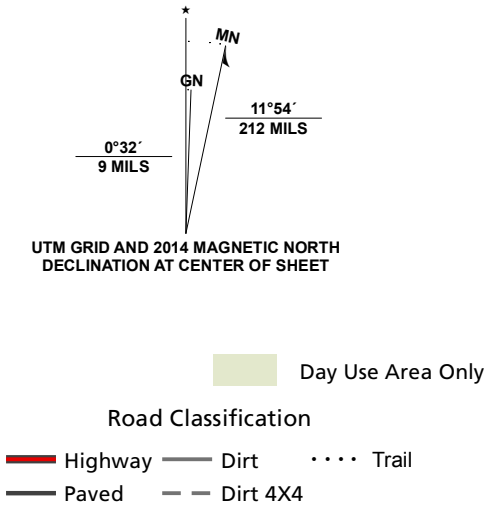 ★
MN
GN
11°54´
212 MILS
0°32´
9 MILS
UTM GRID AND 2014 MAGNETIC NORTH
DECLINATION AT CENTER OF SHEET
Day Use Area Only
Road Classification
Highway Dirt Trail
Paved Dirt 4X4